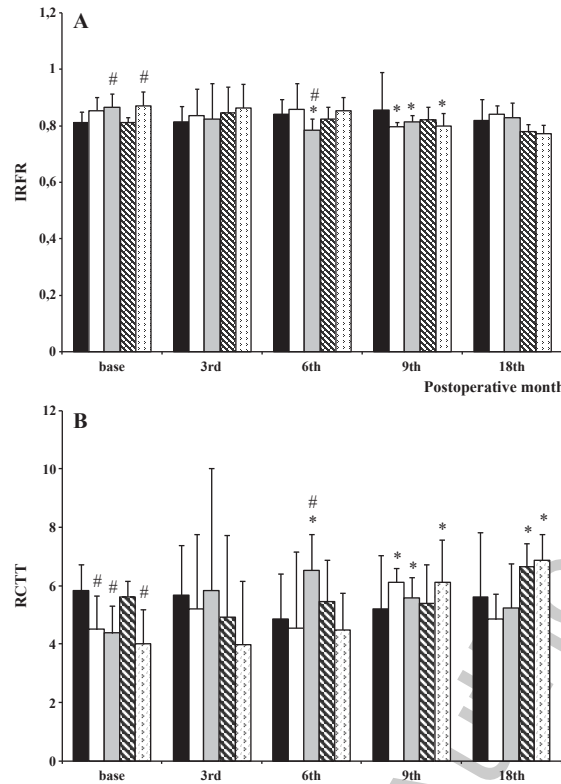 A
1,2
# #
1
#
*
* * *
0,8
IRFR
0,6
0,4
0,2
0
base 3rd 6th 9th 18th
Postoperative month
B
12
10
8
#
*
* * *
* *
# # #
6
RCTT
4
2
0
base 3rd 6th 9th 18th